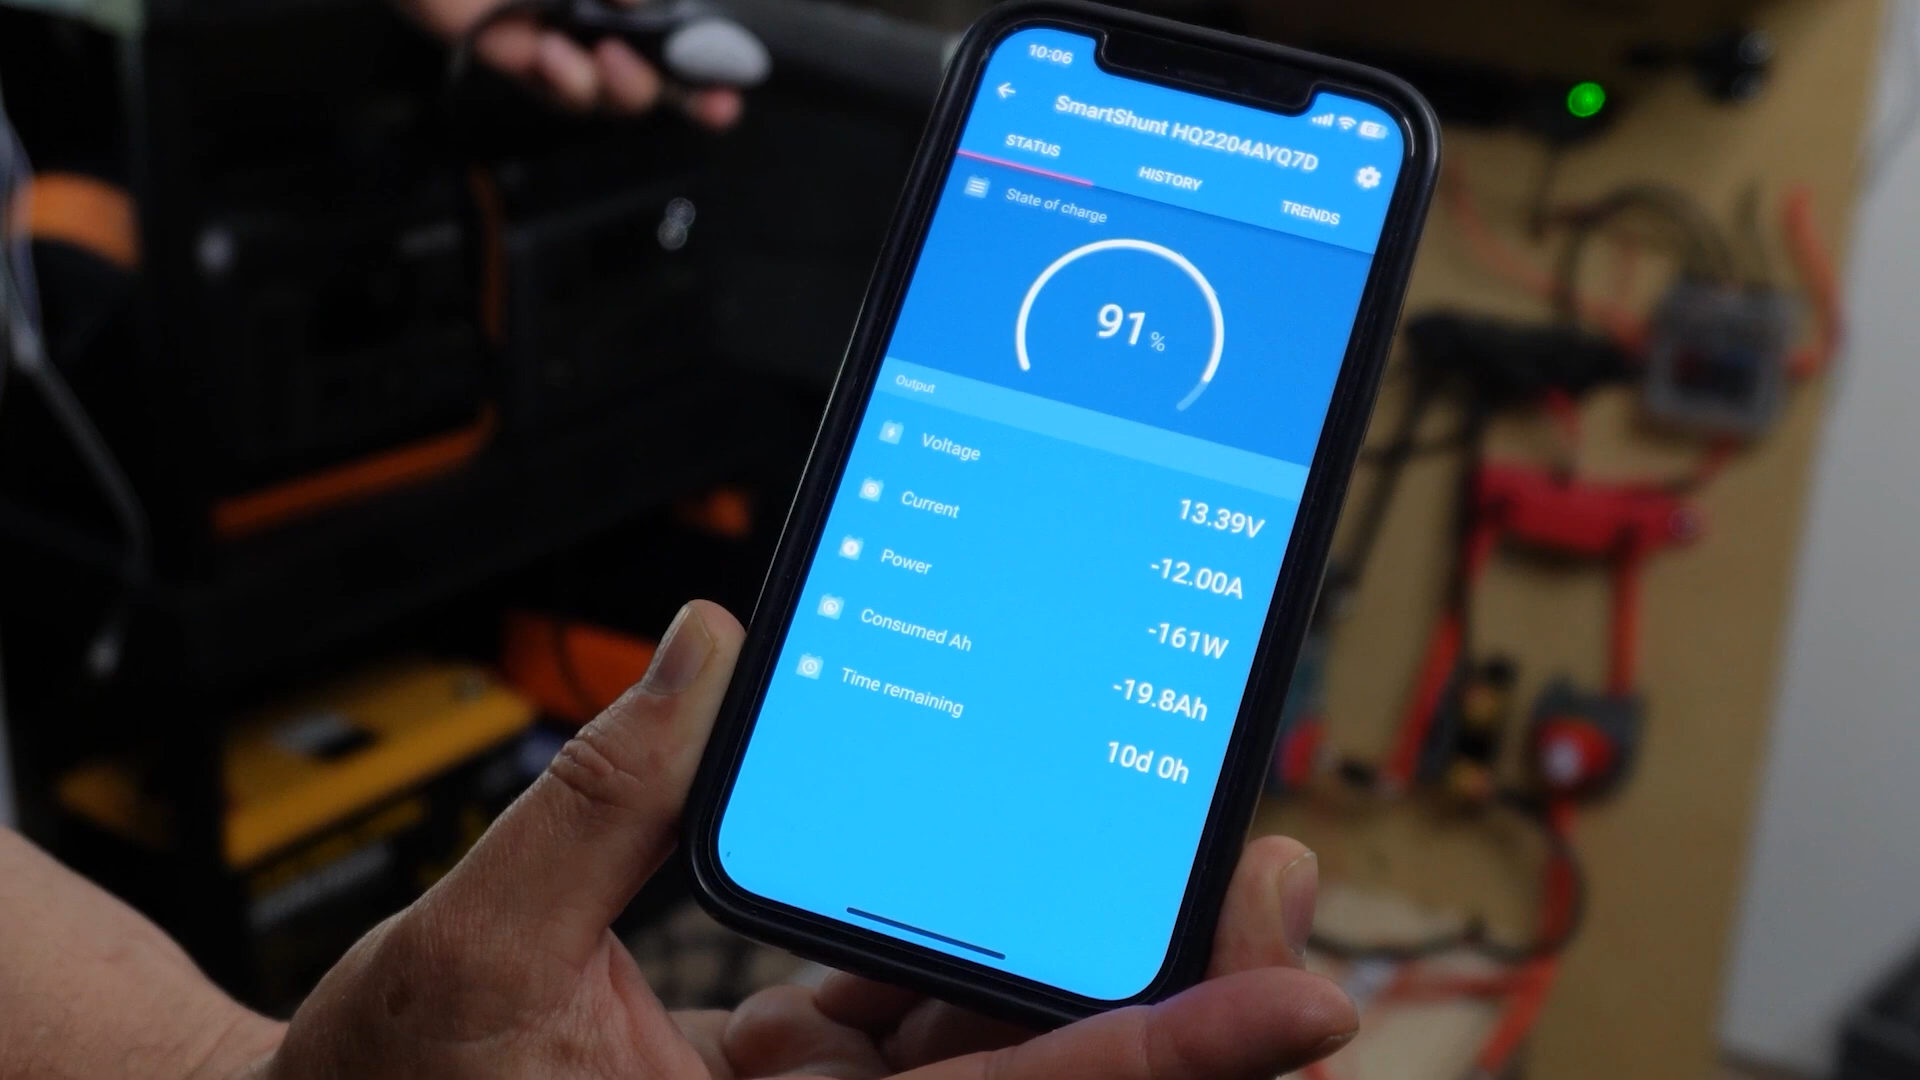 10:06
SmartShunt HQ2204AYQ7D
STATUS
HISTORY
TRENDS
State of charge
91%
Output
Voltage
13.39V
Current
-12.00A
Power
-161W
Consumed Ah
-19.8Ah
Time remaining
10d 0h